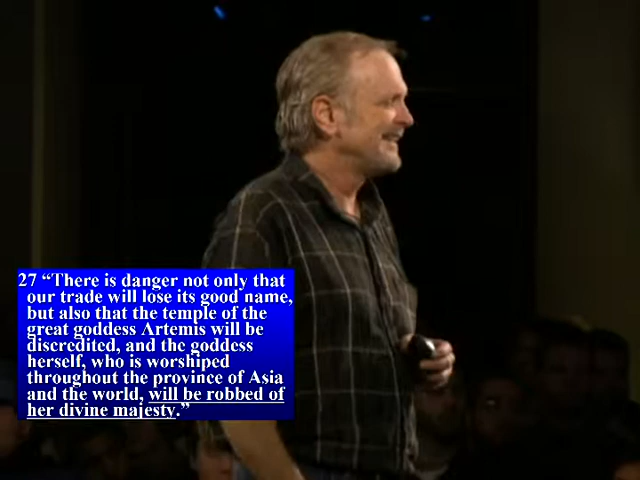 27 “There is danger not only that
our trade will lose its good name,
but also that the temple of the
great goddess Artemis will be
discredited, and the goddess
herself, who is worshiped
throughout the province of Asia
and the world, will be robbed of
her divine majesty.”